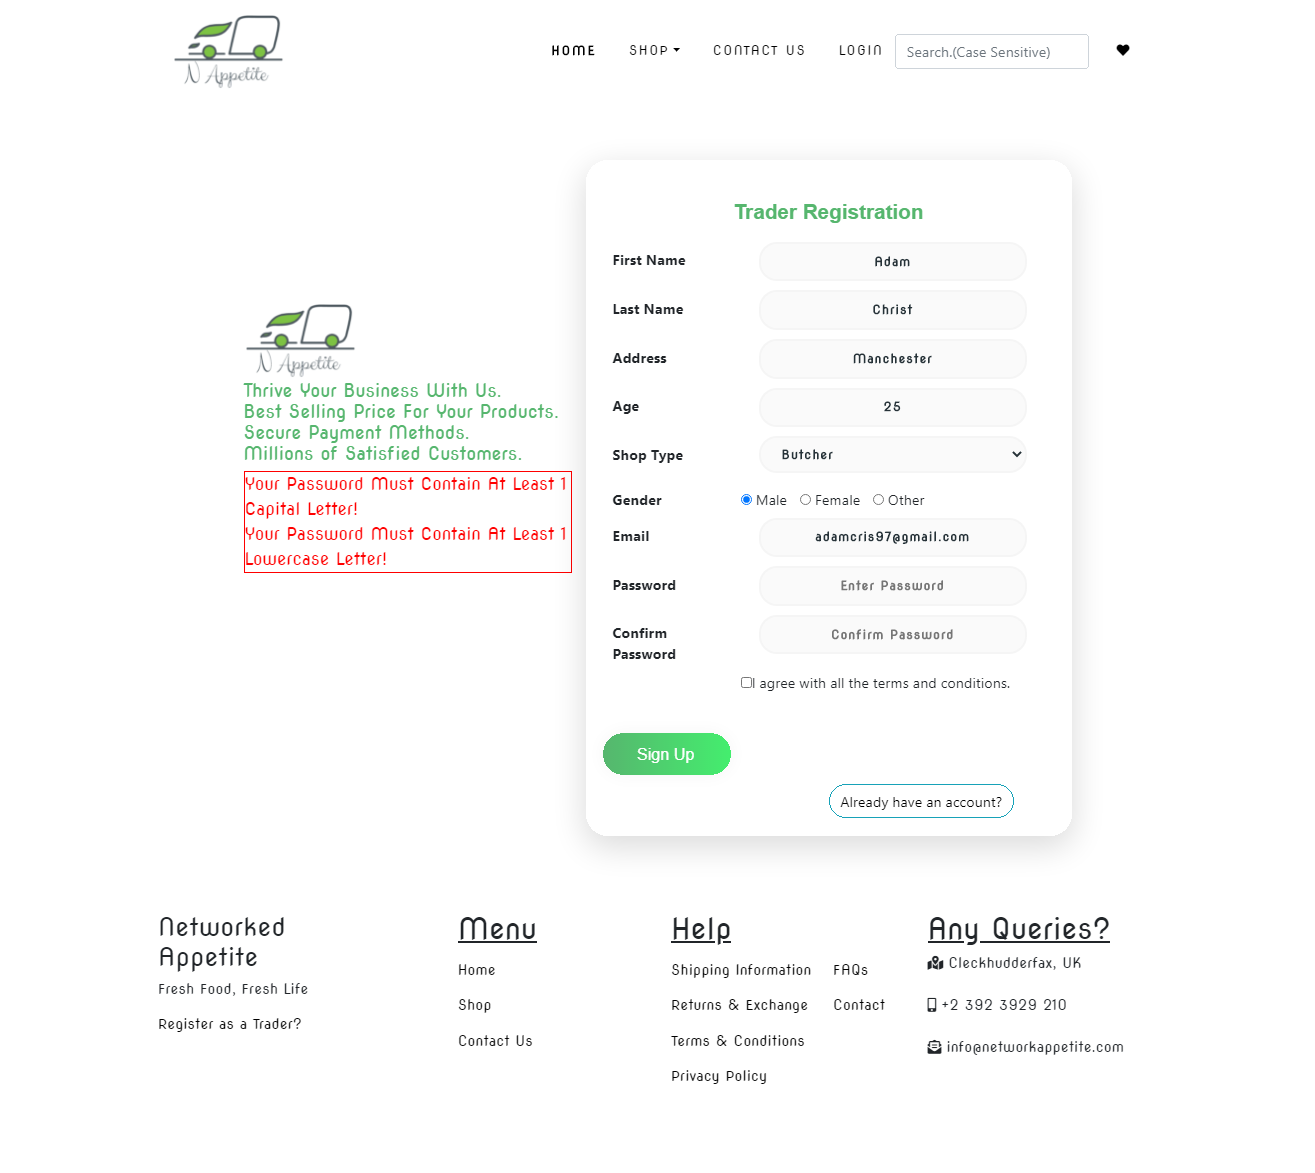 N Appetite
HOME SHOP CONTACT US LOGIN Search.(Case Sensitive)
Trader Registration
First Name Adam
Last Name Christ
Address Manchester
Age 25
Shop Type Butcher
Gender Male Female Other
Email adamcris97@gmail.com
Password Enter Password
Confirm Password Confirm Password
I agree with all the terms and conditions.
Sign Up
Already have an account?
N Appetite
Thrive Your Business With Us.
Best Selling Price For Your Products.
Secure Payment Methods.
Millions of Satisfied Customers.
Your Password Must Contain At Least 1
Capital Letter!
Your Password Must Contain At Least 1
Lowercase Letter!
Networked
Appetite
Fresh Food, Fresh Life
Register as a Trader?
Menu
Home
Shop
Contact Us
Help
Shipping Information FAQs
Returns & Exchange Contact
Terms & Conditions
Privacy Policy
Any Queries?
Cleckhudderfax, UK
+2 392 3929 210
info@networkappetite.com